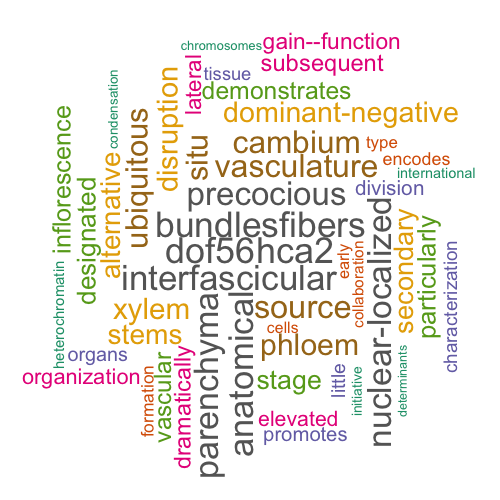 chromosomes
gain--function
subsequent
tissue
lateral
demonstrates
condensation
disruption
dominant-negative
inflorescence
ubiquitous
situ
cambium
type
encodes
vasculature
international
alternative
designated
precocious
division
bundlesfibers
dof56hca2
nuclear-localized
secondary
particularly
early
collaboration
characterization
interfascicular
heterochromatin
xylem
parenchyma
anatomical
source
stems
cells
phloem
organs
organization
formation
vascular
dramatically
stage
little
initiative
determinants
elevated
promotes